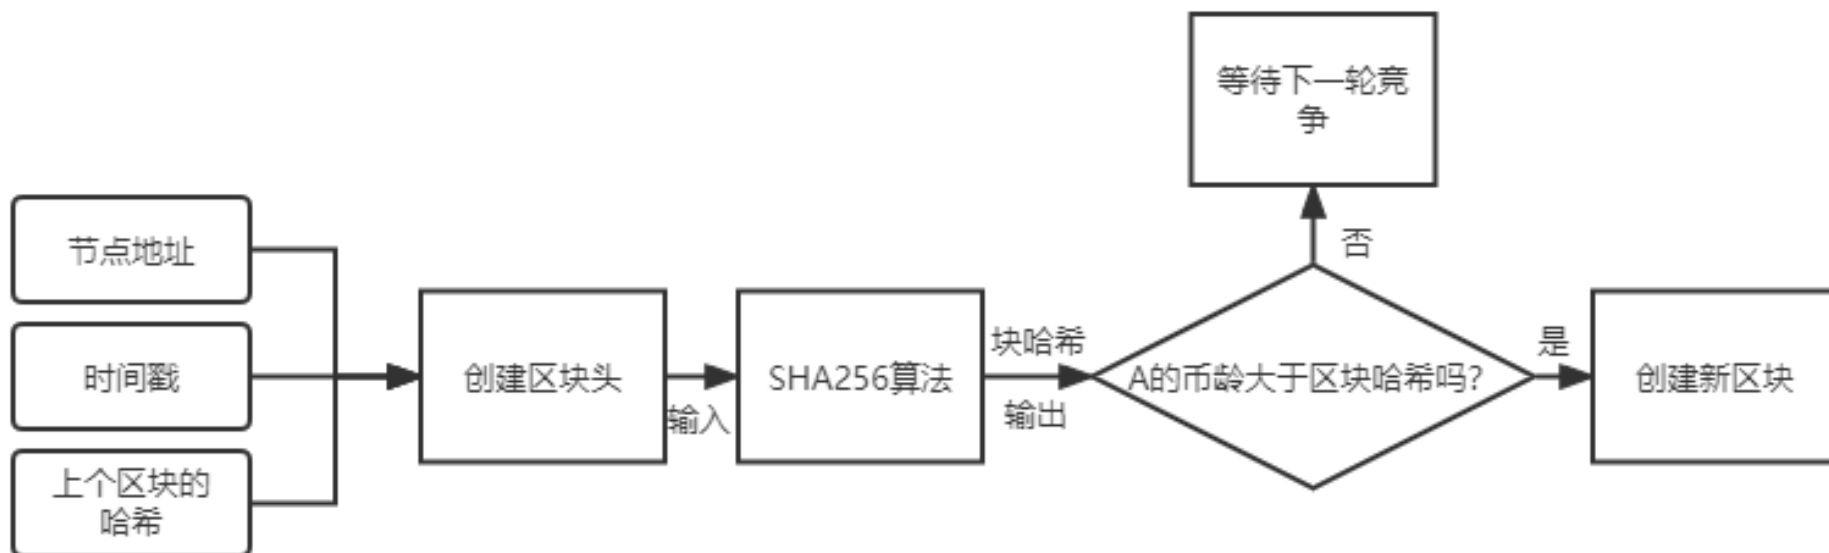 等待下一轮竞
争
节点地址
否
时间戳
创建区块头
输入
SHA256算法
块哈希
输出
A的币龄大于区块哈希吗?
是
创建新区块
上个区块的
哈希